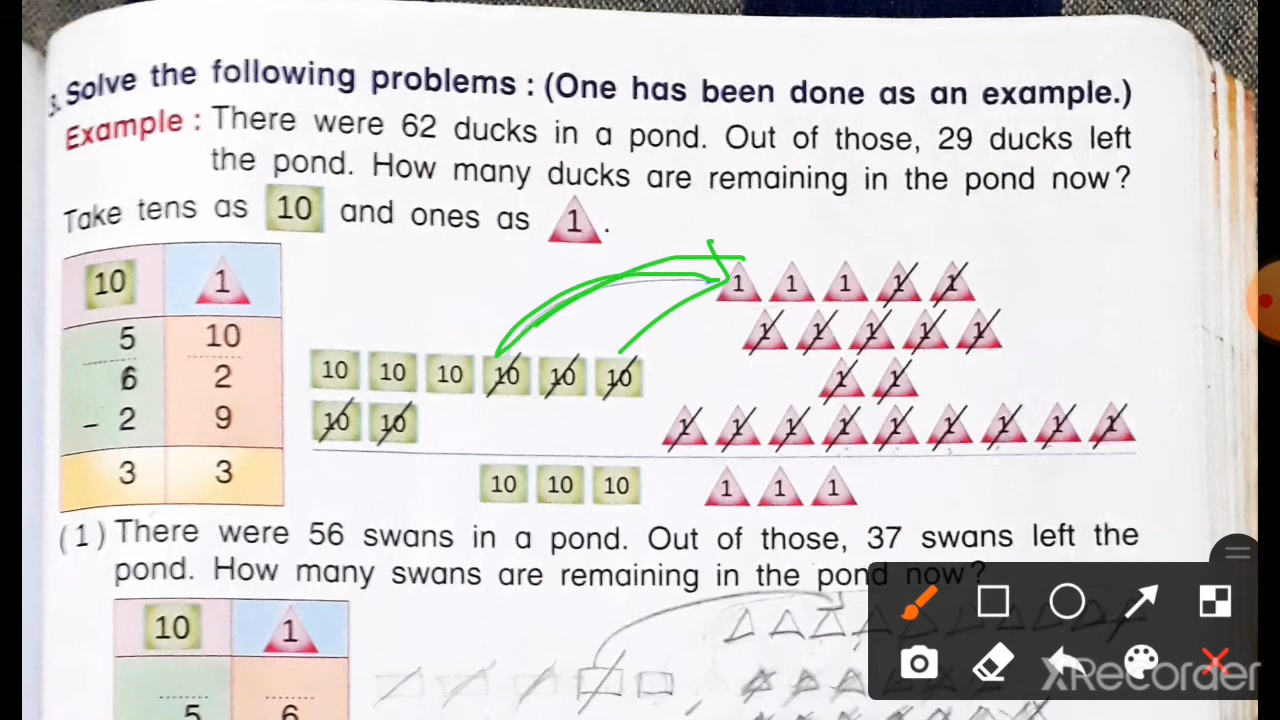 3. Solve the following problems : (One has been done as an example.)
Example : There were 62 ducks in a pond. Out of those, 29 ducks left
the pond. How many ducks are remaining in the pond now?
Take tens as 10 and ones as 1.
10 1
5 10
6 2
- 2 9
3 3
1 1 1 1 1
1 1 1 1 1
10 10 10 10 10 10 1 1
10 10 1 1 1 1 1 1 1 1 1
10 10 10 1 1 1
(1) There were 56 swans in a pond. Out of those, 37 swans left the
pond. How many swans are remaining in the pond now?
10 1
5 6
XRecorder